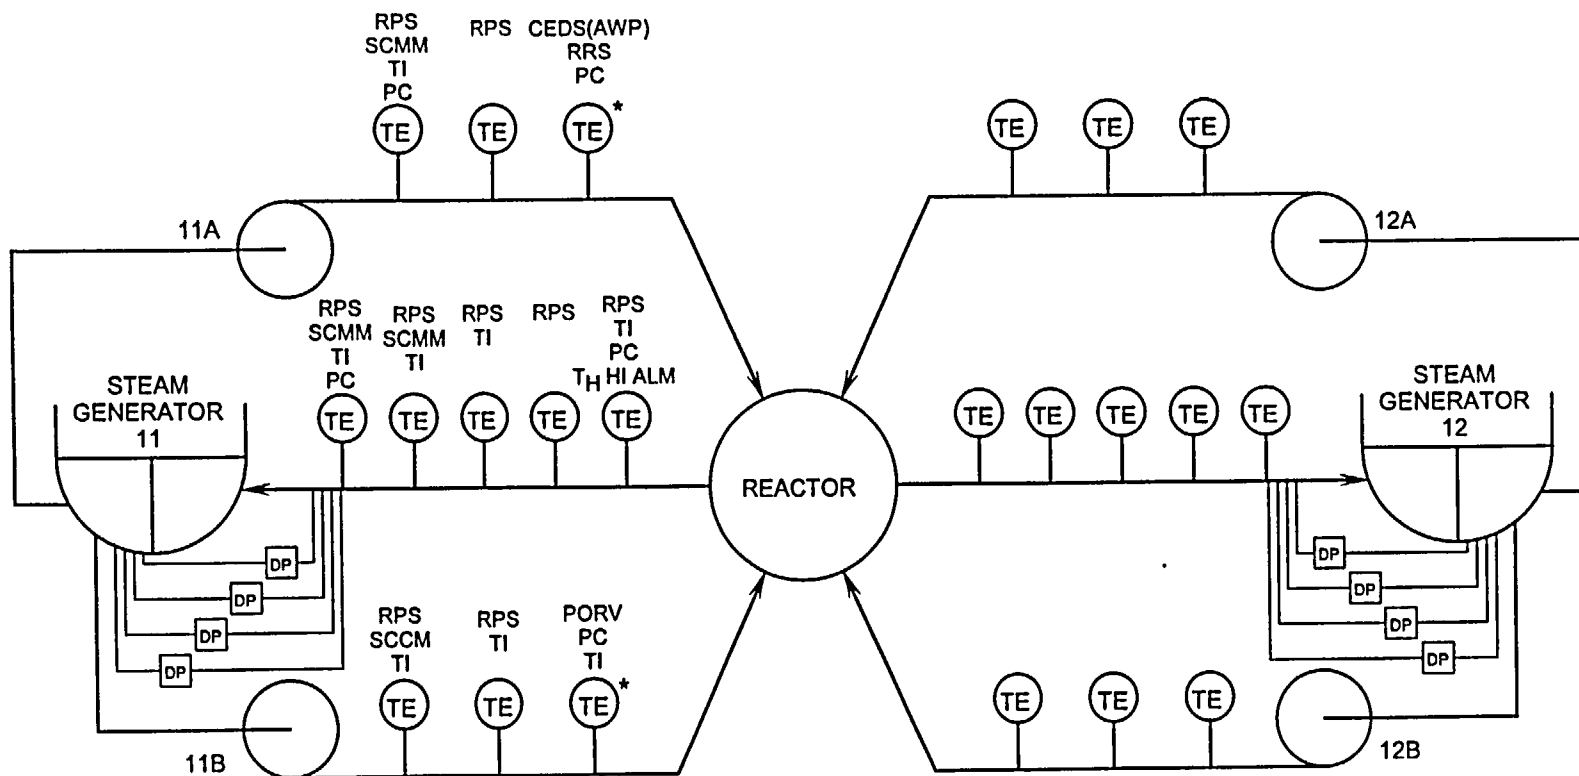 RPS
SCMM
TI
PC
RPS
CEDS(AWP)
RRS
PC
TE
TE
TE *
TE
TE
TE
11A
12A
RPS
SCMM
TI
PC
RPS
SCMM
TI
RPS
TI
RPS
RPS
TI
PC
TH HI ALM
STEAM
GENERATOR
11
TE
TE
TE
TE
TE
TE
TE
TE
TE
TE
STEAM
GENERATOR
12
REACTOR
DP
DP
DP
DP
DP
DP
DP
DP
RPS
SCCM
TI
RPS
TI
PORV
PC
TI
TE
TE
TE *
TE
TE
TE
11B
12B